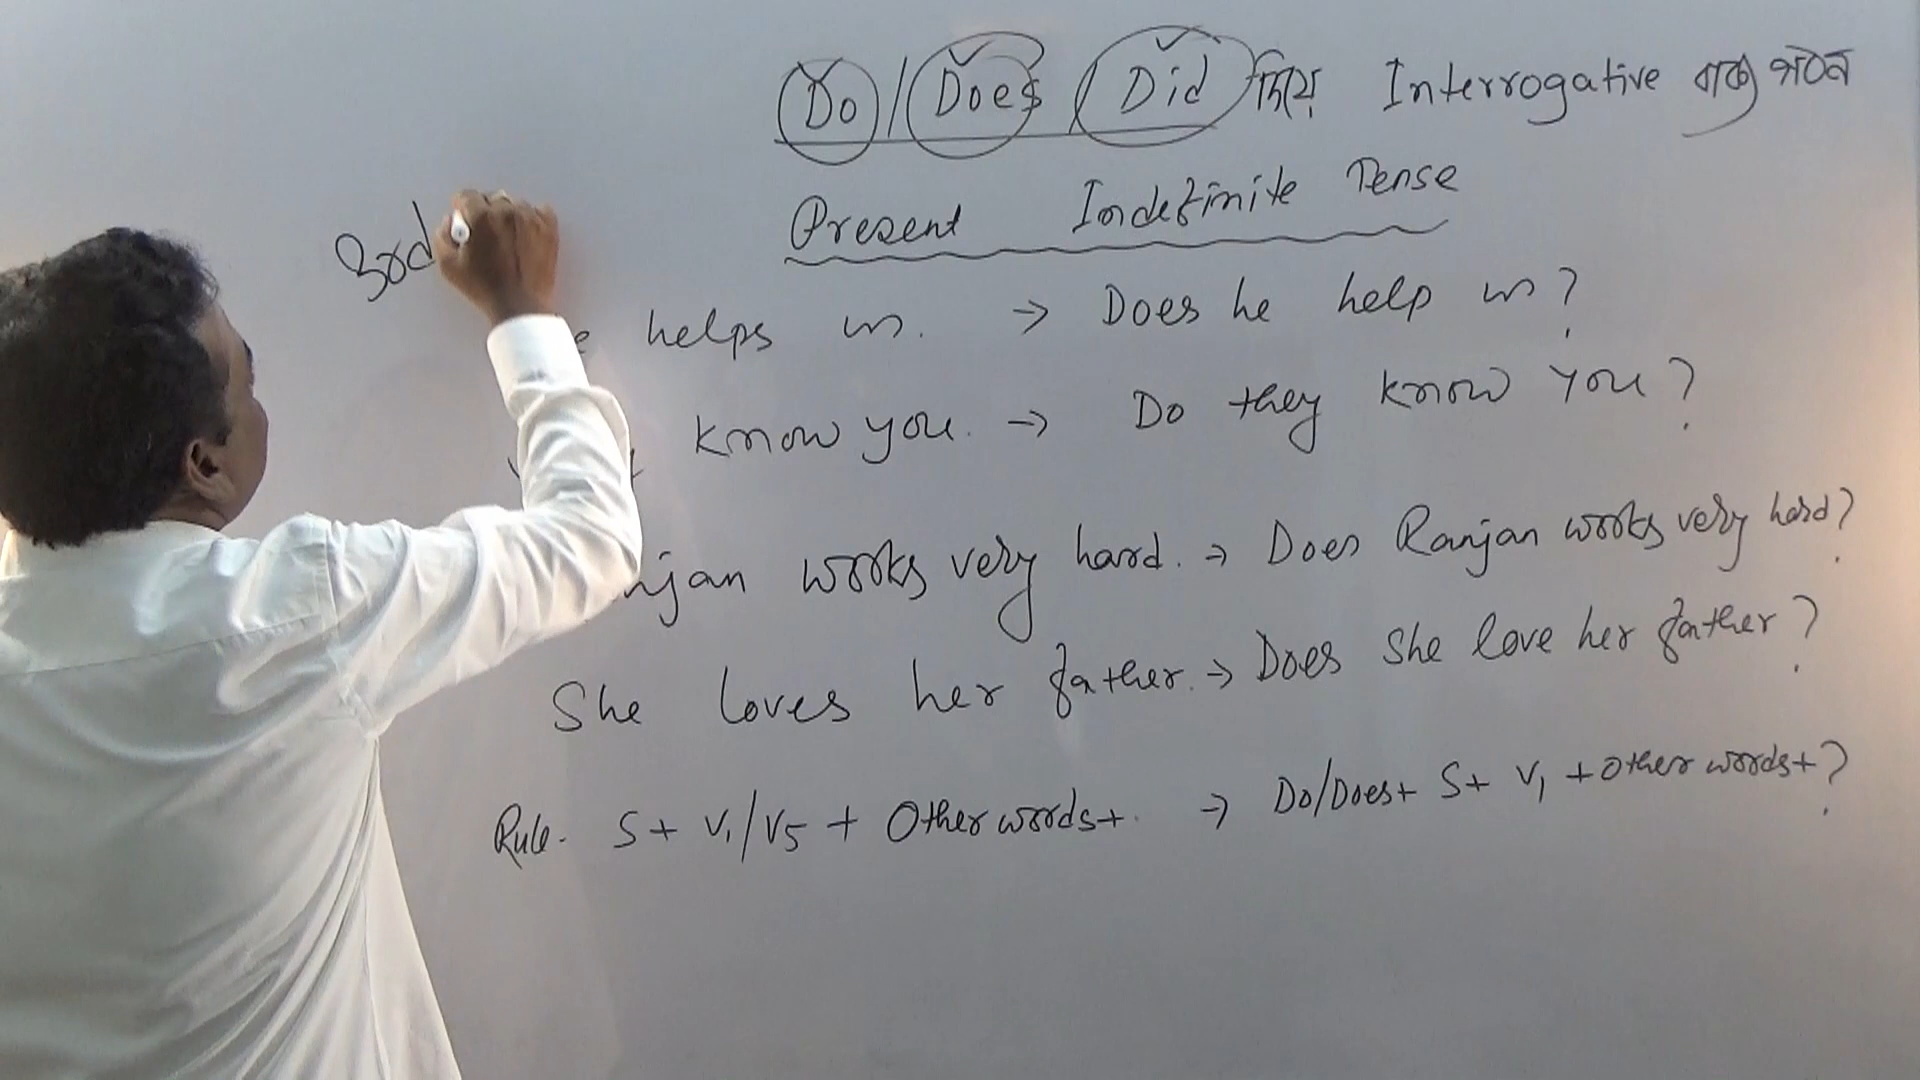 Do/Does/Did দিয়ে Interrogative বাক্য গঠন
Present Indefinite Tense
3rd
e helps us. → Does he help us?
know you. → Do they know you?
njan works very hard. → Does Ranjan works very hard?
She loves her father. → Does She love her father?
Rule- S + V1/V5 + Other words+. → Do/Does+ S+ V1 +Other words+?